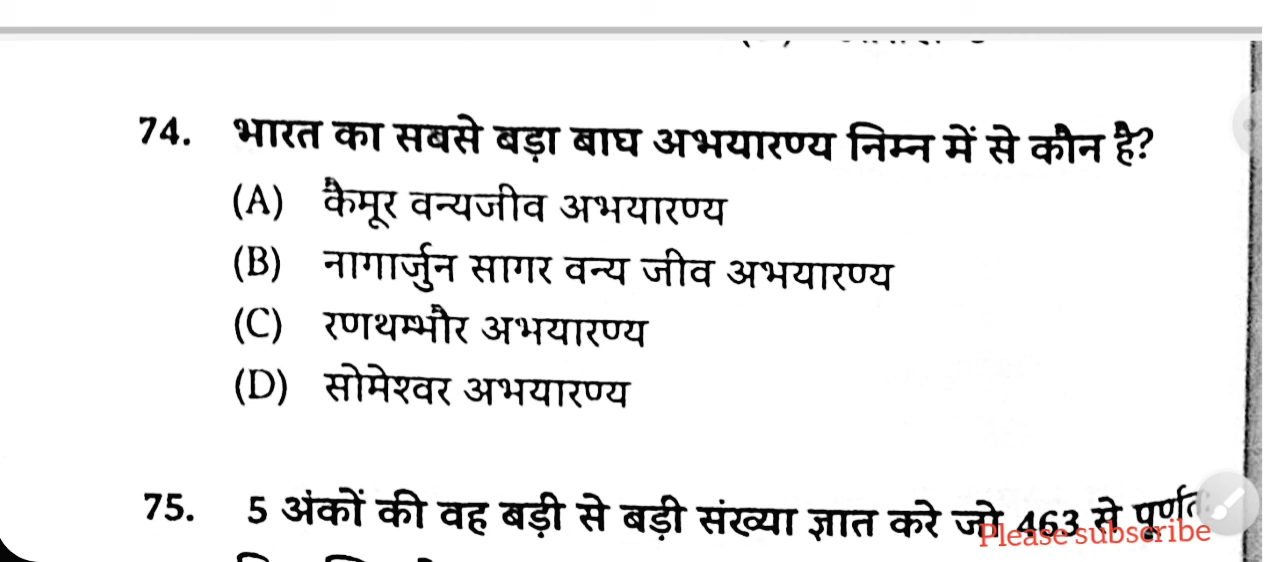 74. भारत का सबसे बड़ा बाघ अभयारण्य निम्न में से कौन है?
(A) कैमूर वन्यजीव अभयारण्य
(B) नागार्जुन सागर वन्य जीव अभयारण्य
(C) रणथम्भौर अभयारण्य
(D) सोमेश्वर अभयारण्य
75. 5 अंकों की वह बड़ी से बड़ी संख्या ज्ञात करे जो 463 से
Please subscribe